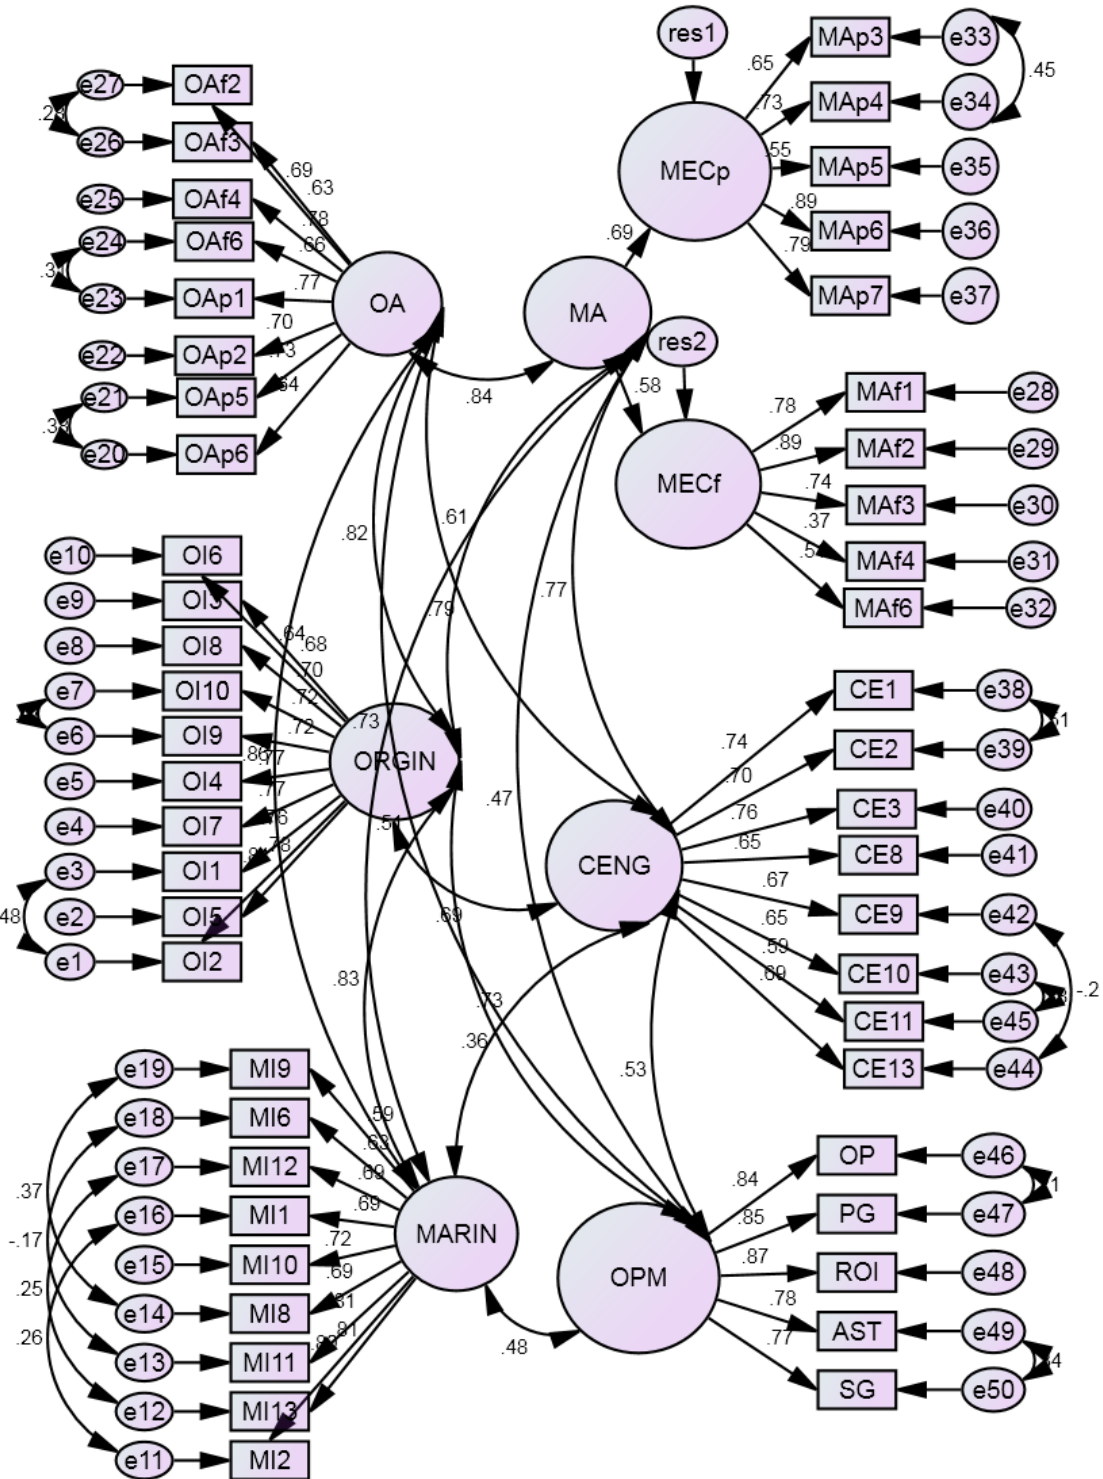 res1
MAp3
e33
.65
.45
e27
OAf2
MAp4
e34
.73
e26
OAf3
MECp
.55
MAp5
e35
.69
.63
e25
OAf4
.89
MAp6
e36
.78
e24
OAf6
.66
.69
.79
.77
e23
OAp1
OA
MA
MAp7
e37
.70
res2
e22
OAp2
.73
.58
e21
OAp5
.64
.84
MAf1
e28
.78
e20
OAp6
.89
MAf2
e29
MECf
.74
MAf3
e30
.61
.37
.82
e10
OI6
MAf4
e31
.77
e9
OI3
.79
MAf6
e32
.64
.68
e8
OI8
.70
e7
OI10
.72
CE1
e38
.73
.72
e6
OI9
.74
CE2
e39
.86
.77
ORGIN
.70
e5
OI4
.77
.47
.76
CE3
e40
e4
OI7
.76
.65
CE8
e41
.78
e3
OI1
CENG
.67
48
e2
OI5
.69
.65
CE9
e42
.59
e1
OI2
.69
CE10
e43
.83
-.2
.73
CE11
e45
.36
.53
CE13
e44
e19
MI9
.59
e18
MI6
.63
OP
e46
.69
.84
e17
MI12
.37
.69
.85
PG
e47
e16
MI1
-.17
MARIN
.72
.87
e15
MI10
.69
OPM
ROI
e48
.25
.81
.78
e14
MI8
.81
.77
AST
e49
.26
.48
e13
MI11
SG
e50
e12
MI13
e11
MI2